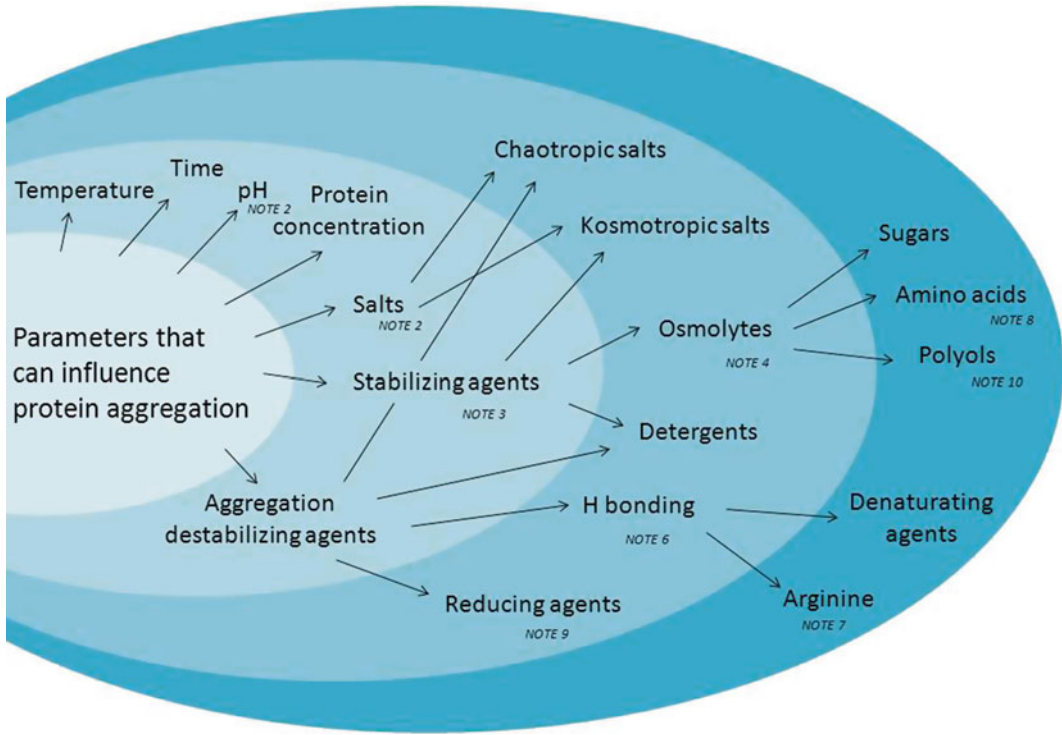 Parameters that
can influence
protein aggregation
Temperature
Time
pH
NOTE 2
Protein
concentration
Salts
NOTE 2
Stabilizing agents
NOTE 3
Aggregation
destabilizing agents
Chaotropic salts
Kosmotropic salts
Osmolytes
NOTE 4
Detergents
H bonding
NOTE 6
Reducing agents
NOTE 9
Sugars
Amino acids
NOTE 8
Polyols
NOTE 10
Denaturating
agents
Arginine
NOTE 7